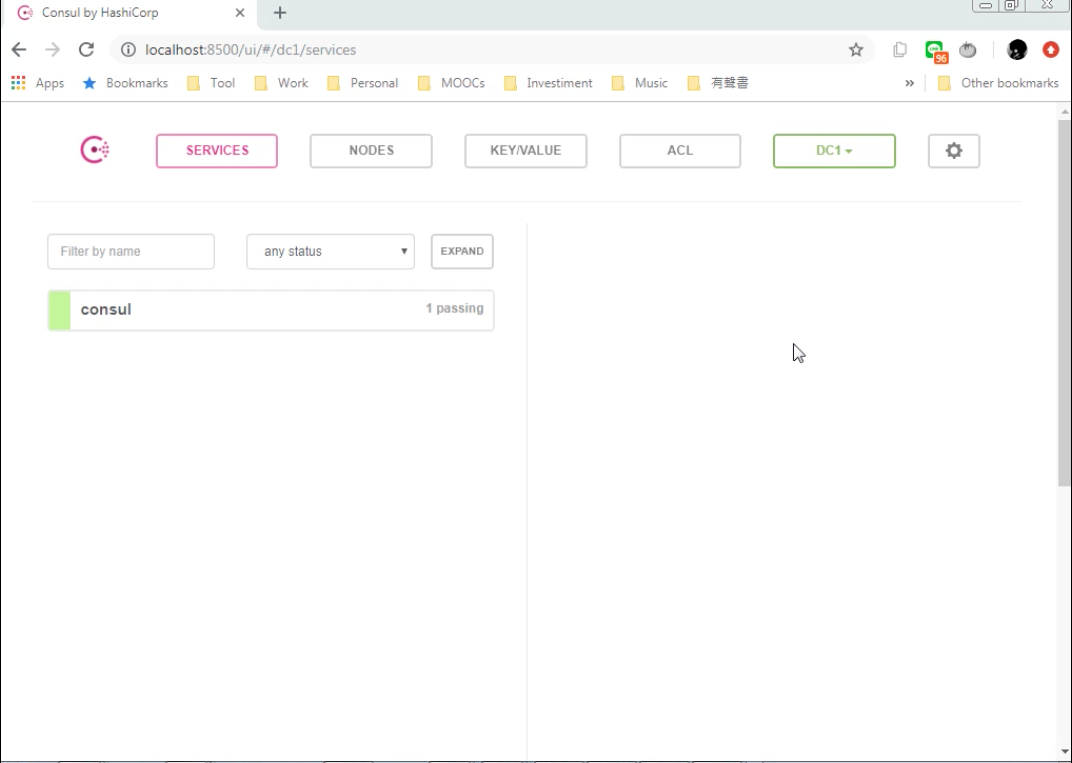 Consul by HashiCorp
localhost:8500/ui/#/dc1/services
96
Apps Bookmarks Tool Work Personal MOOCs Investiment Music 有聲書 » Other bookmarks
SERVICES NODES KEY/VALUE ACL DC1
Filter by name any status EXPAND
consul 1 passing